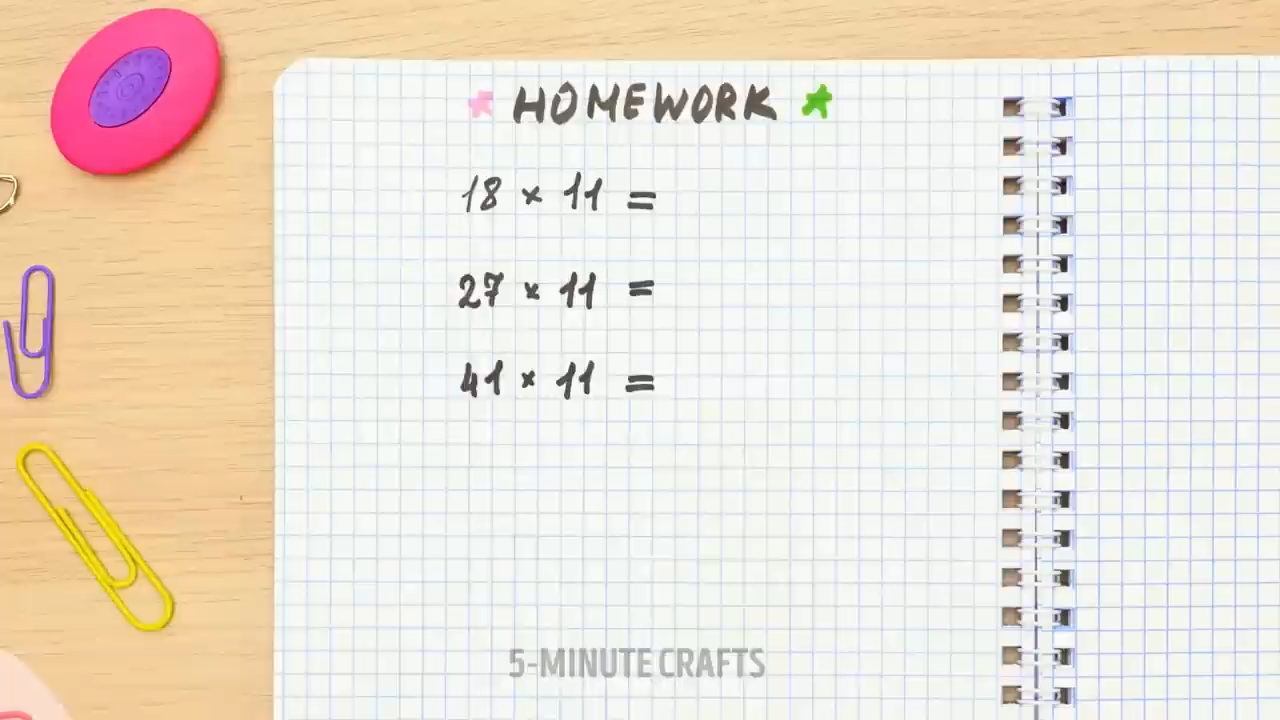 HOMEWORK
18 × 11 =
27 × 11 =
41 × 11 =
5-MINUTE CRAFTS